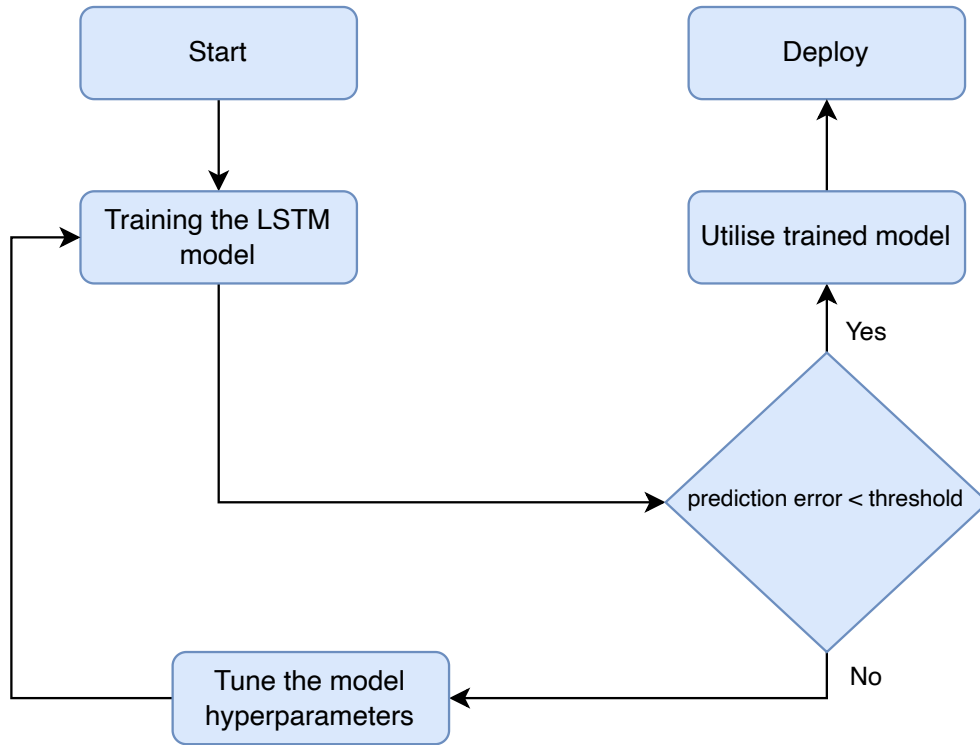 Start
Deploy
Training the LSTM
model
Utilise trained model
Yes
prediction error < threshold
No
Tune the model
hyperparameters